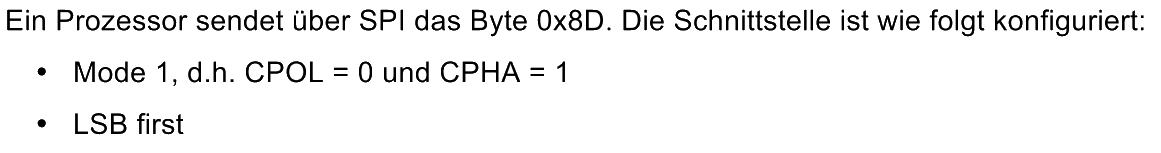 Ein Prozessor sendet über SPI das Byte 0x8D. Die Schnittstelle ist wie folgt konfiguriert:
• Mode 1, d.h. CPOL = 0 und CPHA = 1
• LSB first